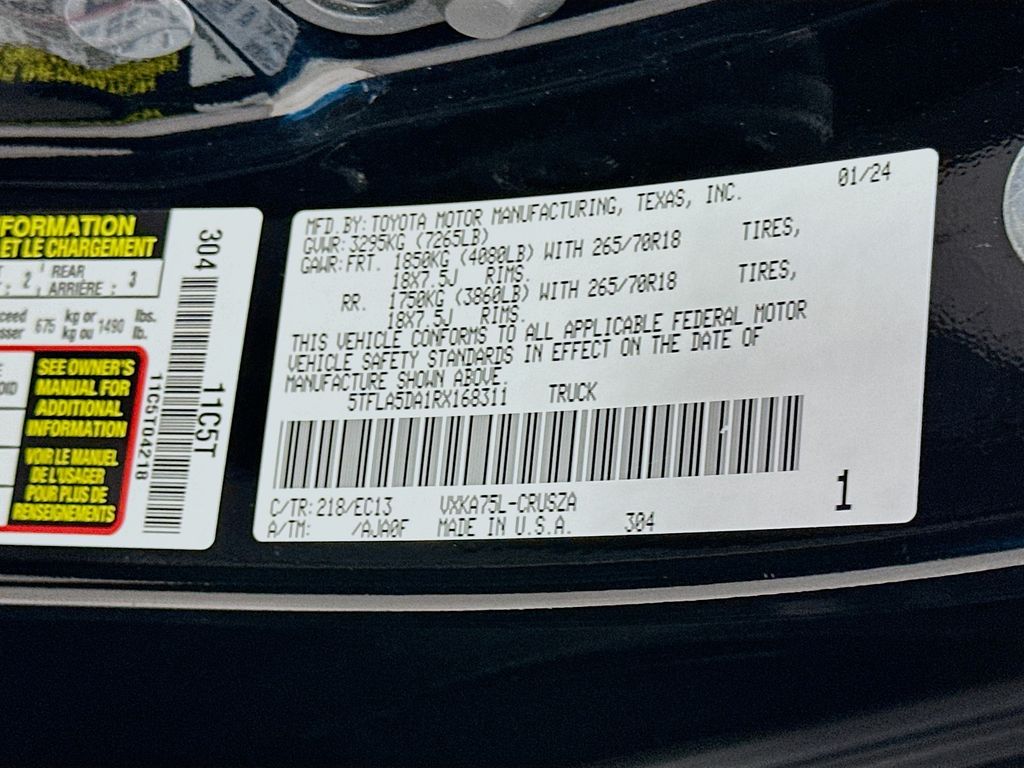 FORMATION
ET LE CHARGEMENT
2 REAR 3
ARRIÈRE :
675 kg or 1490 lbs.
kg ou lb.
SEE OWNER'S
MANUAL FOR
ADDITIONAL
INFORMATION
VOIR LE MANUEL
DE L'USAGER
POUR PLUS DE
RENSEIGNEMENTS
304
11C5T
11C5T04218
01/24
MFD BY: TOYOTA MOTOR MANUFACTURING, TEXAS, INC.
GVWR: 3295KG (7265LB)
GAWR: FRT. 1850KG (4080LB) WITH 265/70R18 TIRES,
18X7.5J RIMS.
RR. 1750KG (3860LB) WITH 265/70R18 TIRES,
18X7.5J RIMS.
THIS VEHICLE CONFORMS TO ALL APPLICABLE FEDERAL MOTOR
VEHICLE SAFETY STANDARDS IN EFFECT ON THE DATE OF
MANUFACTURE SHOWN ABOVE.
5TFLA5DA1RX168311 TRUCK
C/TR: 218/EC13 VXKA75L-CRUSZA
A/TM: /AJA0F MADE IN U.S.A. 304
1